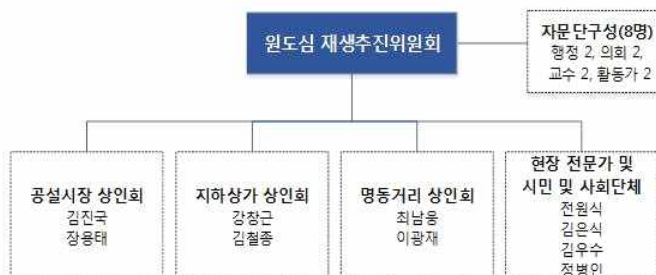 원도심 재생추진위원회
자문단구성(8명)
행정 2, 의회 2,
교수 2, 활동가 2
공설시장 상인회
김진국
장용태
지하상가 상인회
강창근
김철종
명동거리 상인회
최남웅
이광재
현장 전문가 및
시민 및 사회단체
전원식
김은식
김우수
정병인